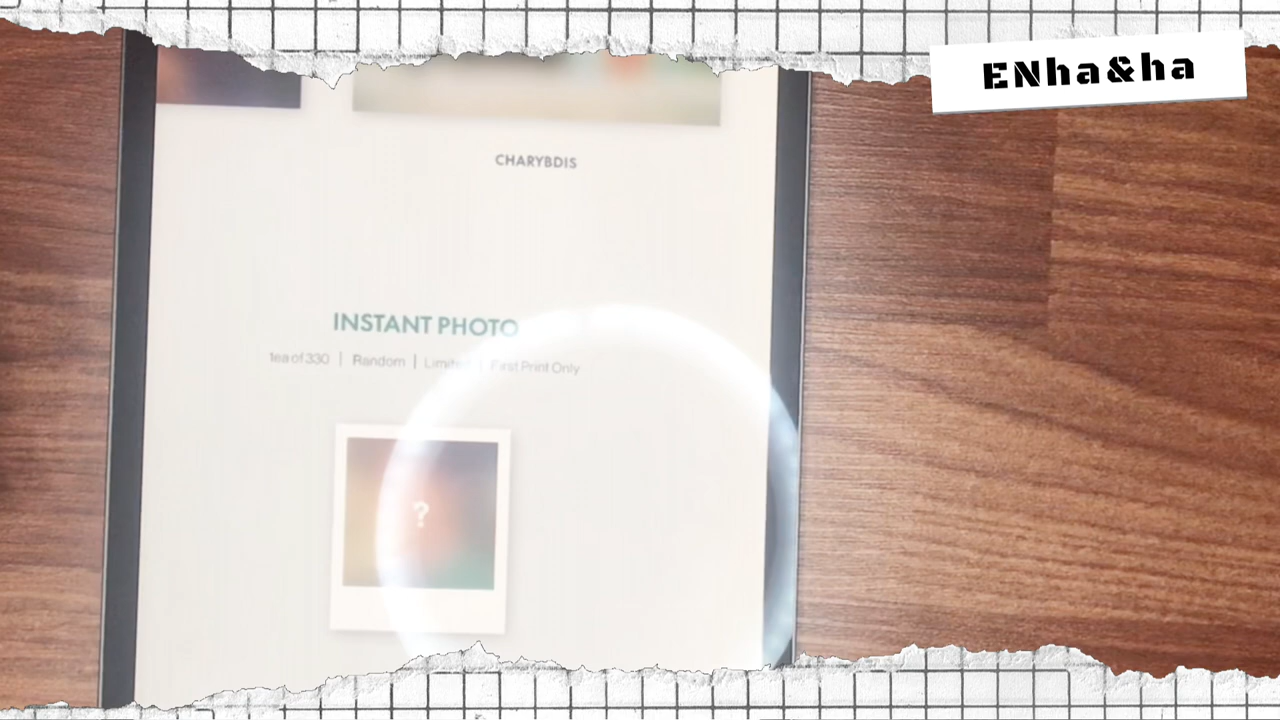 ENha&ha
CHARYBDIS
INSTANT PHOTO
1ea of 330 | Random | Limited | First Print Only
?